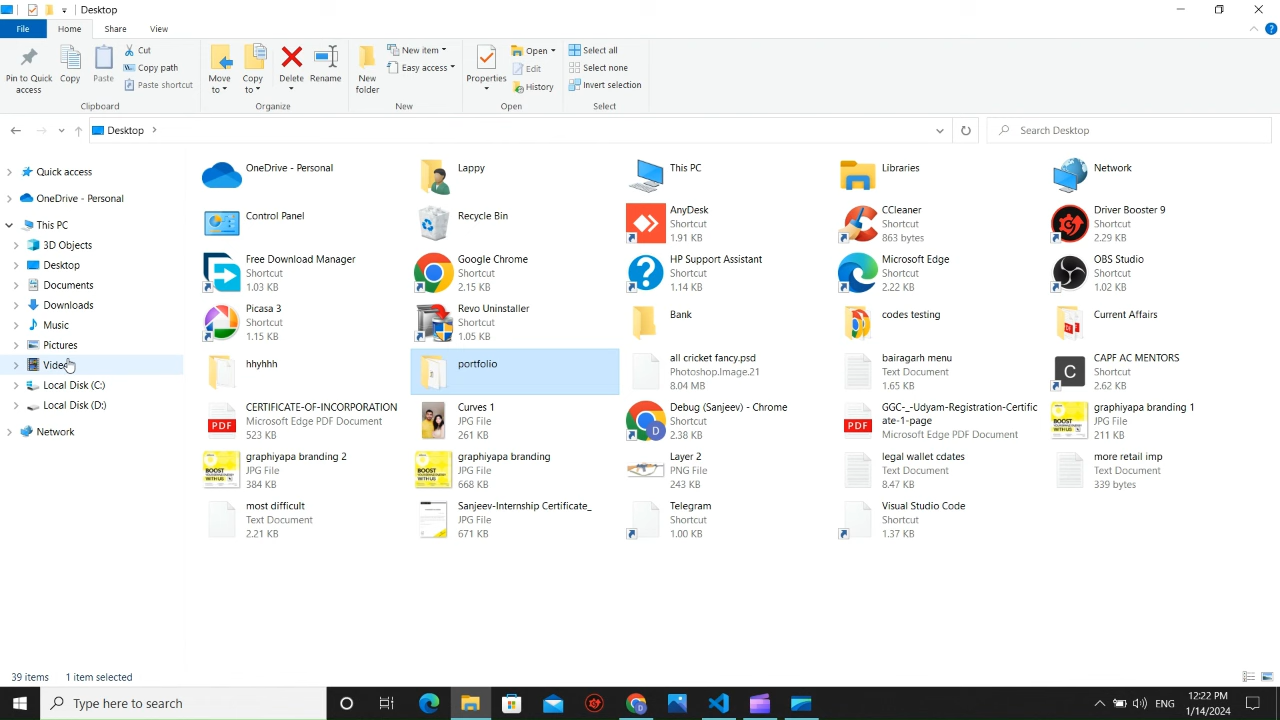 Desktop
File
Home
Share
View
Pin to Quick
access
Copy
Paste
Cut
Copy path
Paste shortcut
Clipboard
Move
to
Copy
to
Delete
Rename
Organize
New
folder
New item
Easy access
New
Properties
Open
Edit
History
Open
Select all
Select none
Invert selection
Select
Desktop
Search Desktop
Quick access
OneDrive - Personal
This PC
3D Objects
Desktop
Documents
Downloads
Music
Pictures
Local Disk (C:)
Local Disk (D:)
Network
OneDrive - Personal
Lappy
This PC
Libraries
Network
Control Panel
Recycle Bin
AnyDesk
Shortcut
1.91 KB
CCleaner
Shortcut
863 bytes
Driver Booster 9
Shortcut
2.29 KB
Free Download Manager
Shortcut
1.03 KB
Google Chrome
Shortcut
2.15 KB
HP Support Assistant
Shortcut
1.14 KB
Microsoft Edge
Shortcut
2.22 KB
OBS Studio
Shortcut
1.02 KB
Picasa 3
Shortcut
1.15 KB
Revo Uninstaller
Shortcut
1.05 KB
Bank
codes testing
Current Affairs
hhyhhh
portfolio
all cricket fancy.psd
Photoshop.Image.21
8.04 MB
bairagarh menu
Text Document
1.65 KB
C
CAPF AC MENTORS
Shortcut
2.62 KB
PDF
CERTIFICATE-OF-INCORPORATION
Microsoft Edge PDF Document
523 KB
Curves 1
JPG File
261 KB
D
Debug (Sanjeev) - Chrome
Shortcut
2.38 KB
PDF
GGC-_-Udyam-Registration-Certific
ate-1-page
Microsoft Edge PDF Document
graphiyapa branding 1
JPG File
211 KB
BOOST
graphiyapa branding 2
JPG File
384 KB
BOOST
graphiyapa branding
JPG File
668 KB
Layer 2
PNG File
243 KB
legal wallet cdates
Text Document
8.47 KB
more retail imp
Text Document
339 bytes
most difficult
Text Document
2.21 KB
Sanjeev-Internship Certificate_
JPG File
671 KB
Telegram
Shortcut
1.00 KB
Visual Studio Code
Shortcut
1.37 KB
39 items
1 item selected
Type here to search
D
ENG
12:22 PM
1/14/2024